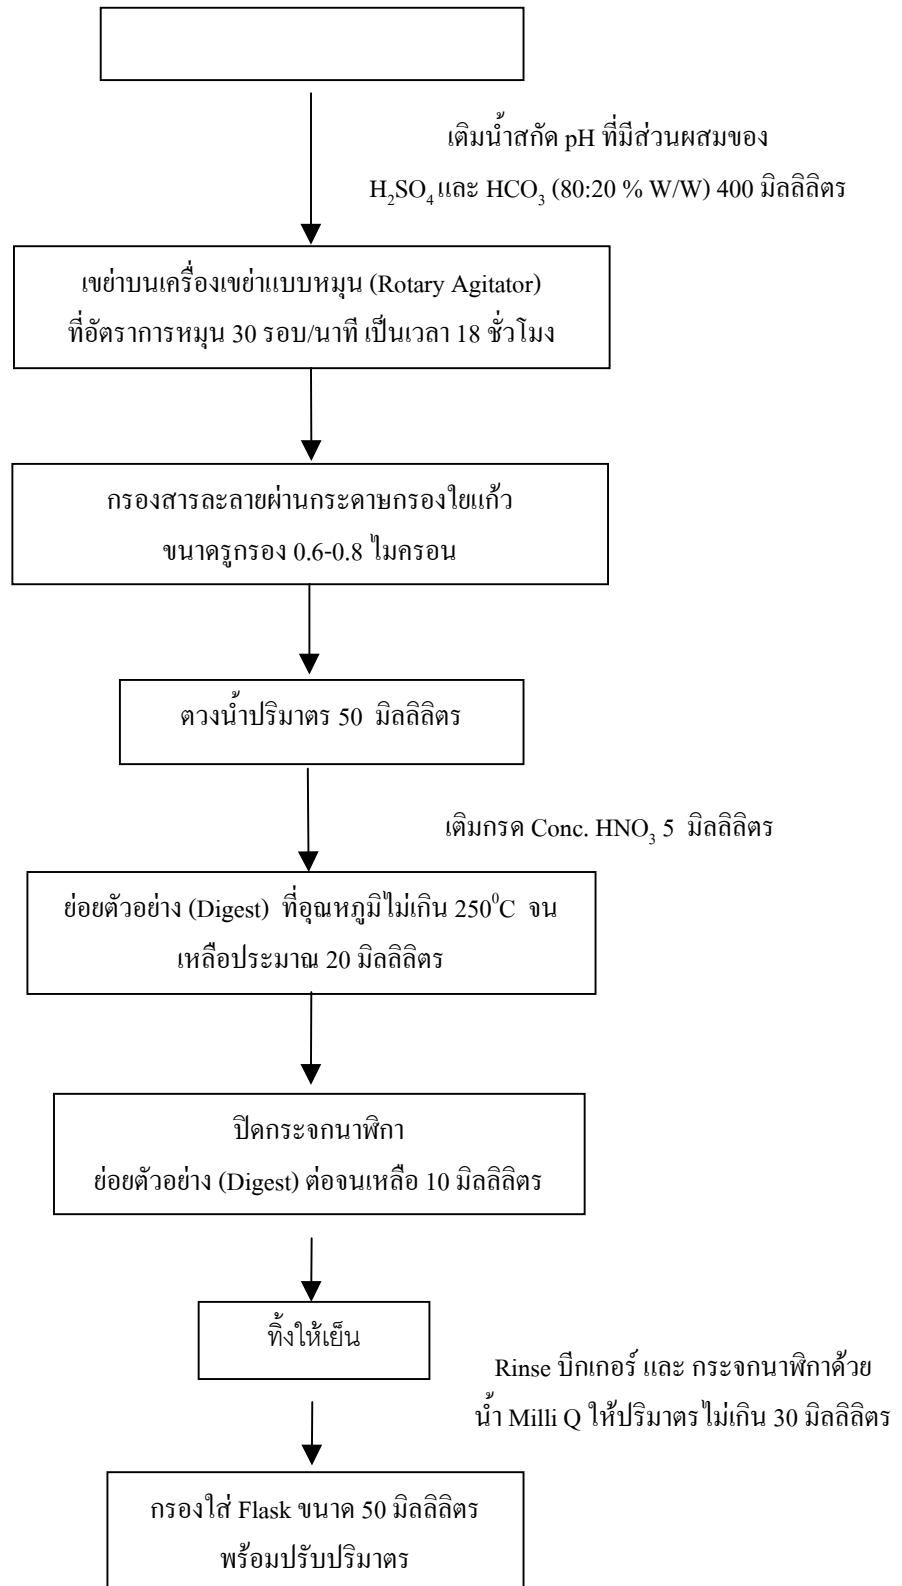 เติมน้ำสกัด pH ที่มีส่วนผสมของ
H₂SO₄ และ HCO₃ (80:20 % W/W) 400 มิลลิลิตร
เขย่าบนเครื่องเขย่าแบบหมุน (Rotary Agitator)
ที่อัตราการหมุน 30 รอบ/นาที เป็นเวลา 18 ชั่วโมง
กรองสารละลายผ่านกระดาษกรองใยแก้ว
ขนาดรูกรอง 0.6-0.8 ไมครอน
ตวงน้ำปริมาตร 50 มิลลิลิตร
เติมกรด Conc. HNO₃ 5 มิลลิลิตร
ย่อยตัวอย่าง (Digest) ที่อุณหภูมิไม่เกิน 250⁰C จน
เหลือประมาณ 20 มิลลิลิตร
ปิดกระจกนาฬิกา
ย่อยตัวอย่าง (Digest) ต่อจนเหลือ 10 มิลลิลิตร
ทิ้งให้เย็น
Rinse บีกเกอร์ และ กระจกนาฬิกาด้วย
น้ำ Milli Q ให้ปริมาตรไม่เกิน 30 มิลลิลิตร
กรองใส่ Flask ขนาด 50 มิลลิลิตร
พร้อมปรับปริมาตร